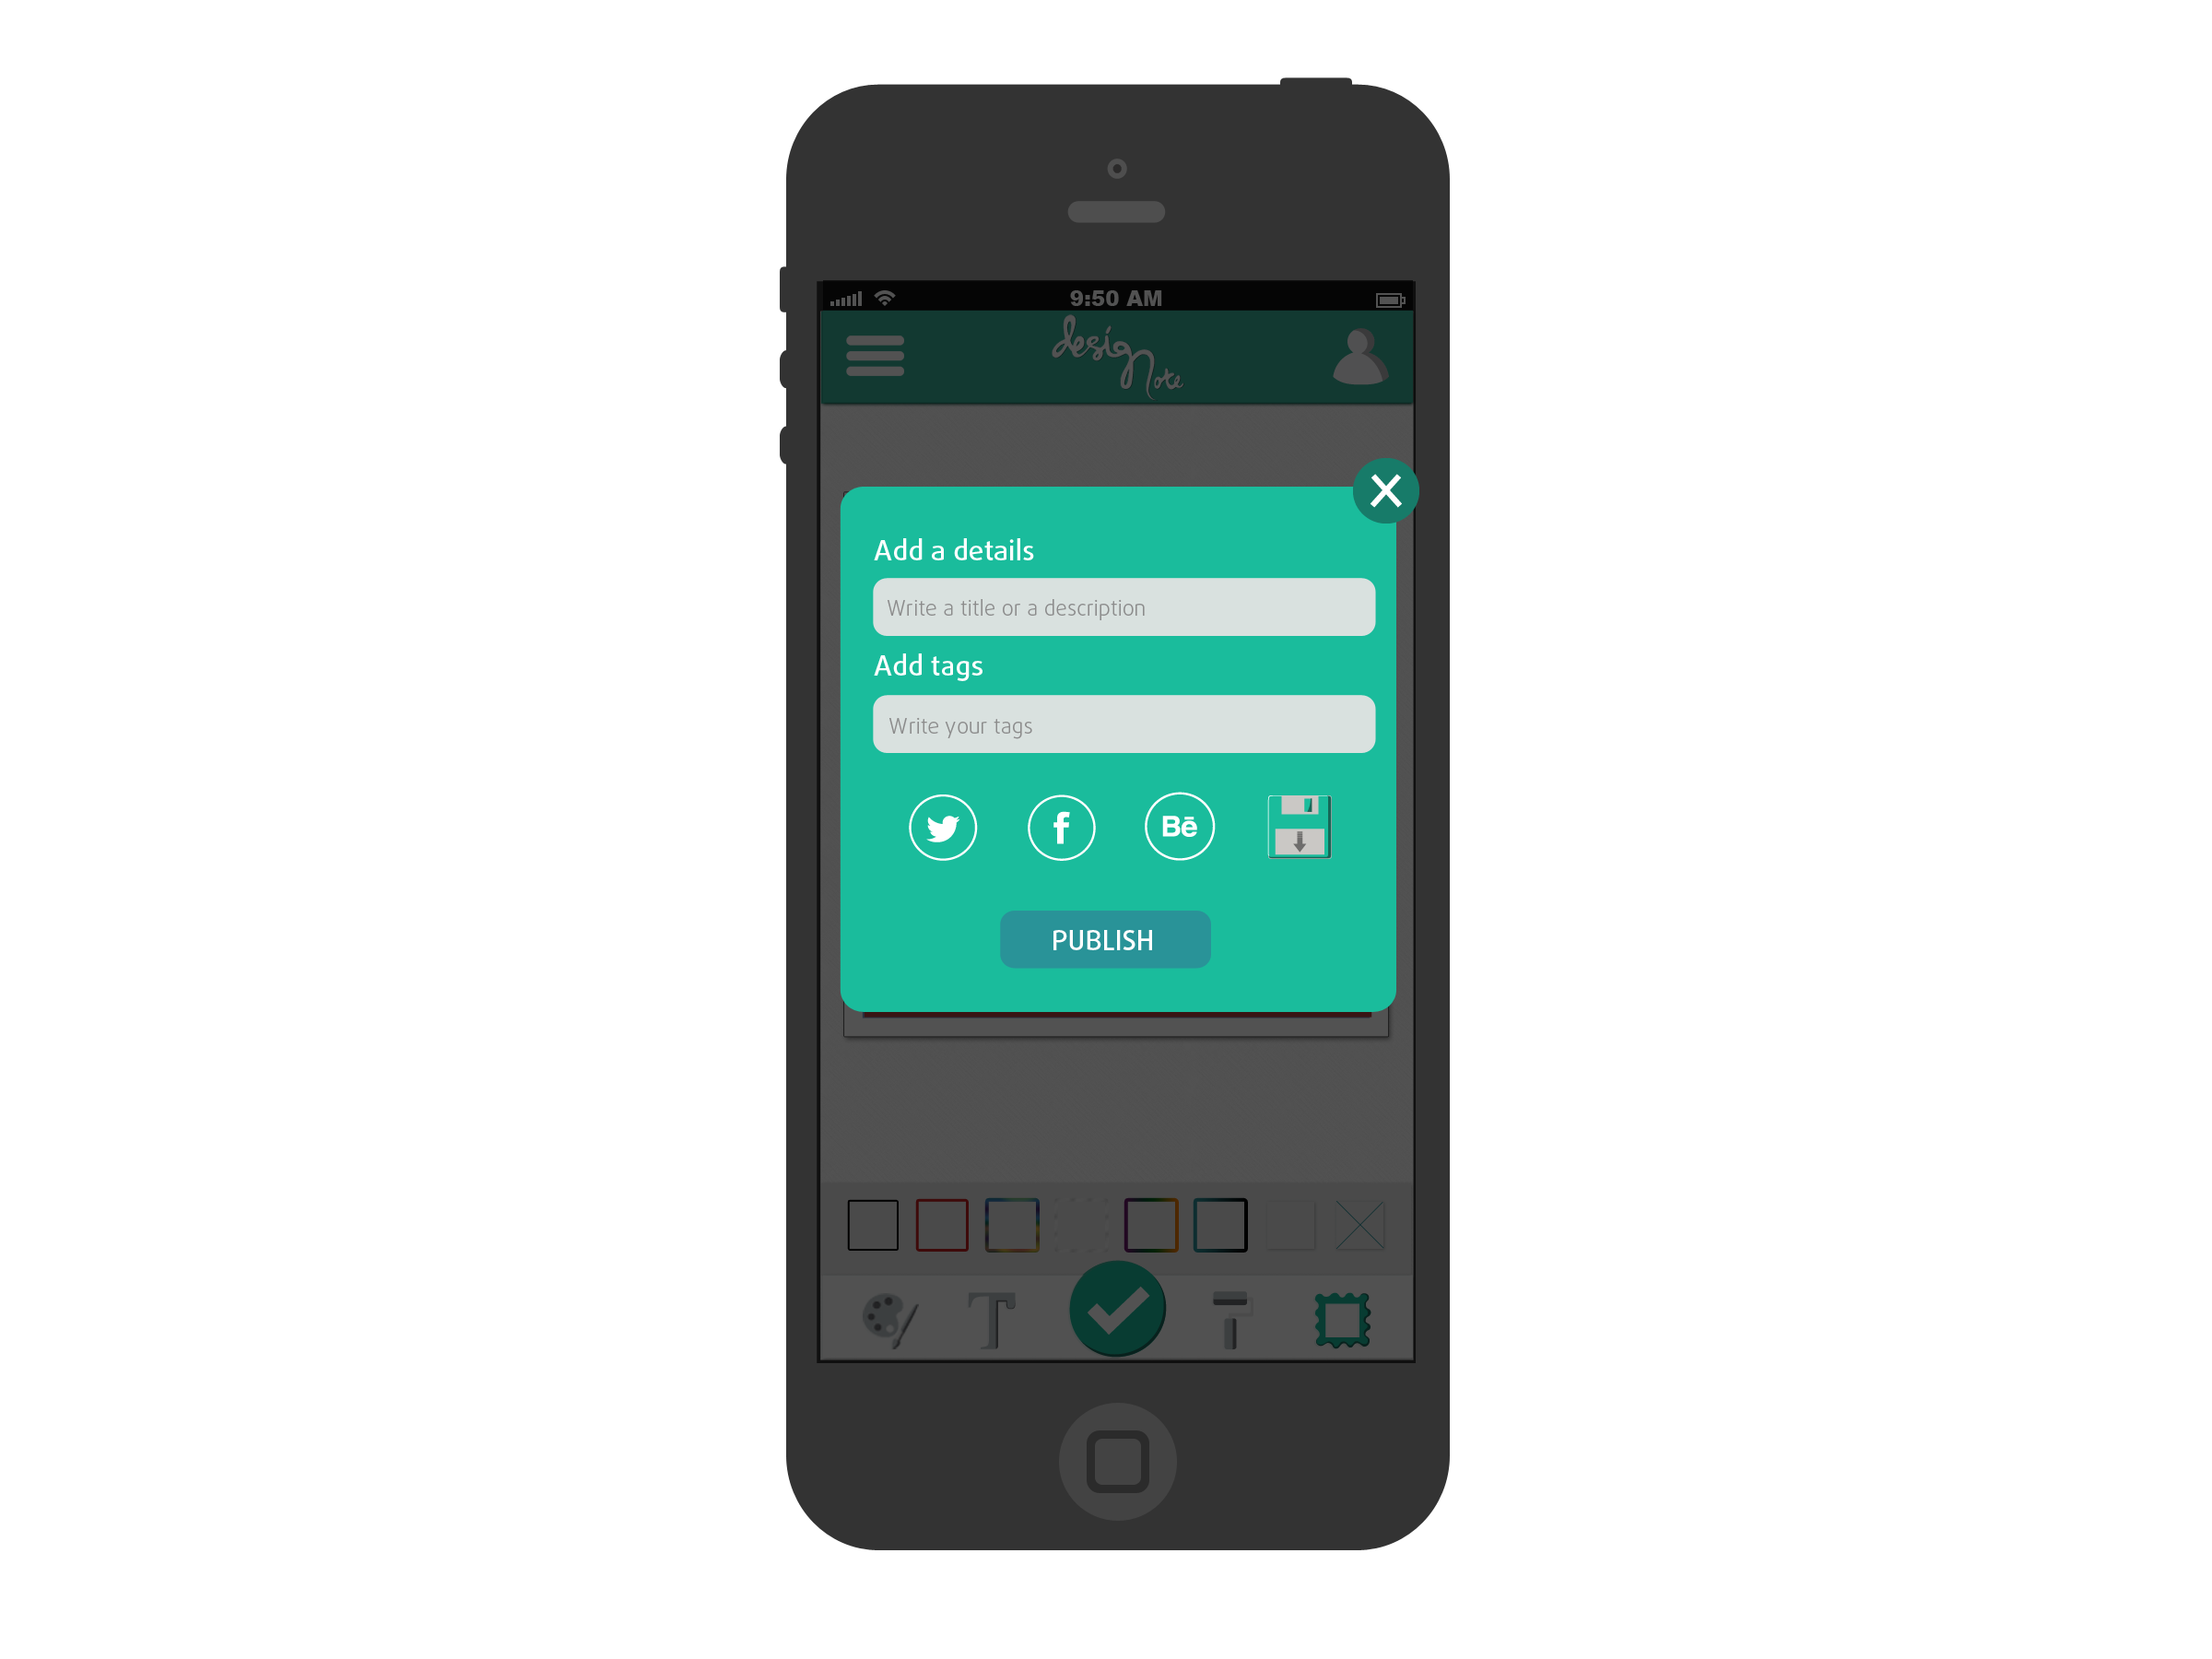 9:50 AM
design
Note
Add a details
Write a title or a description
Add tags
Write your tags
f
Bē
PUBLISH
T